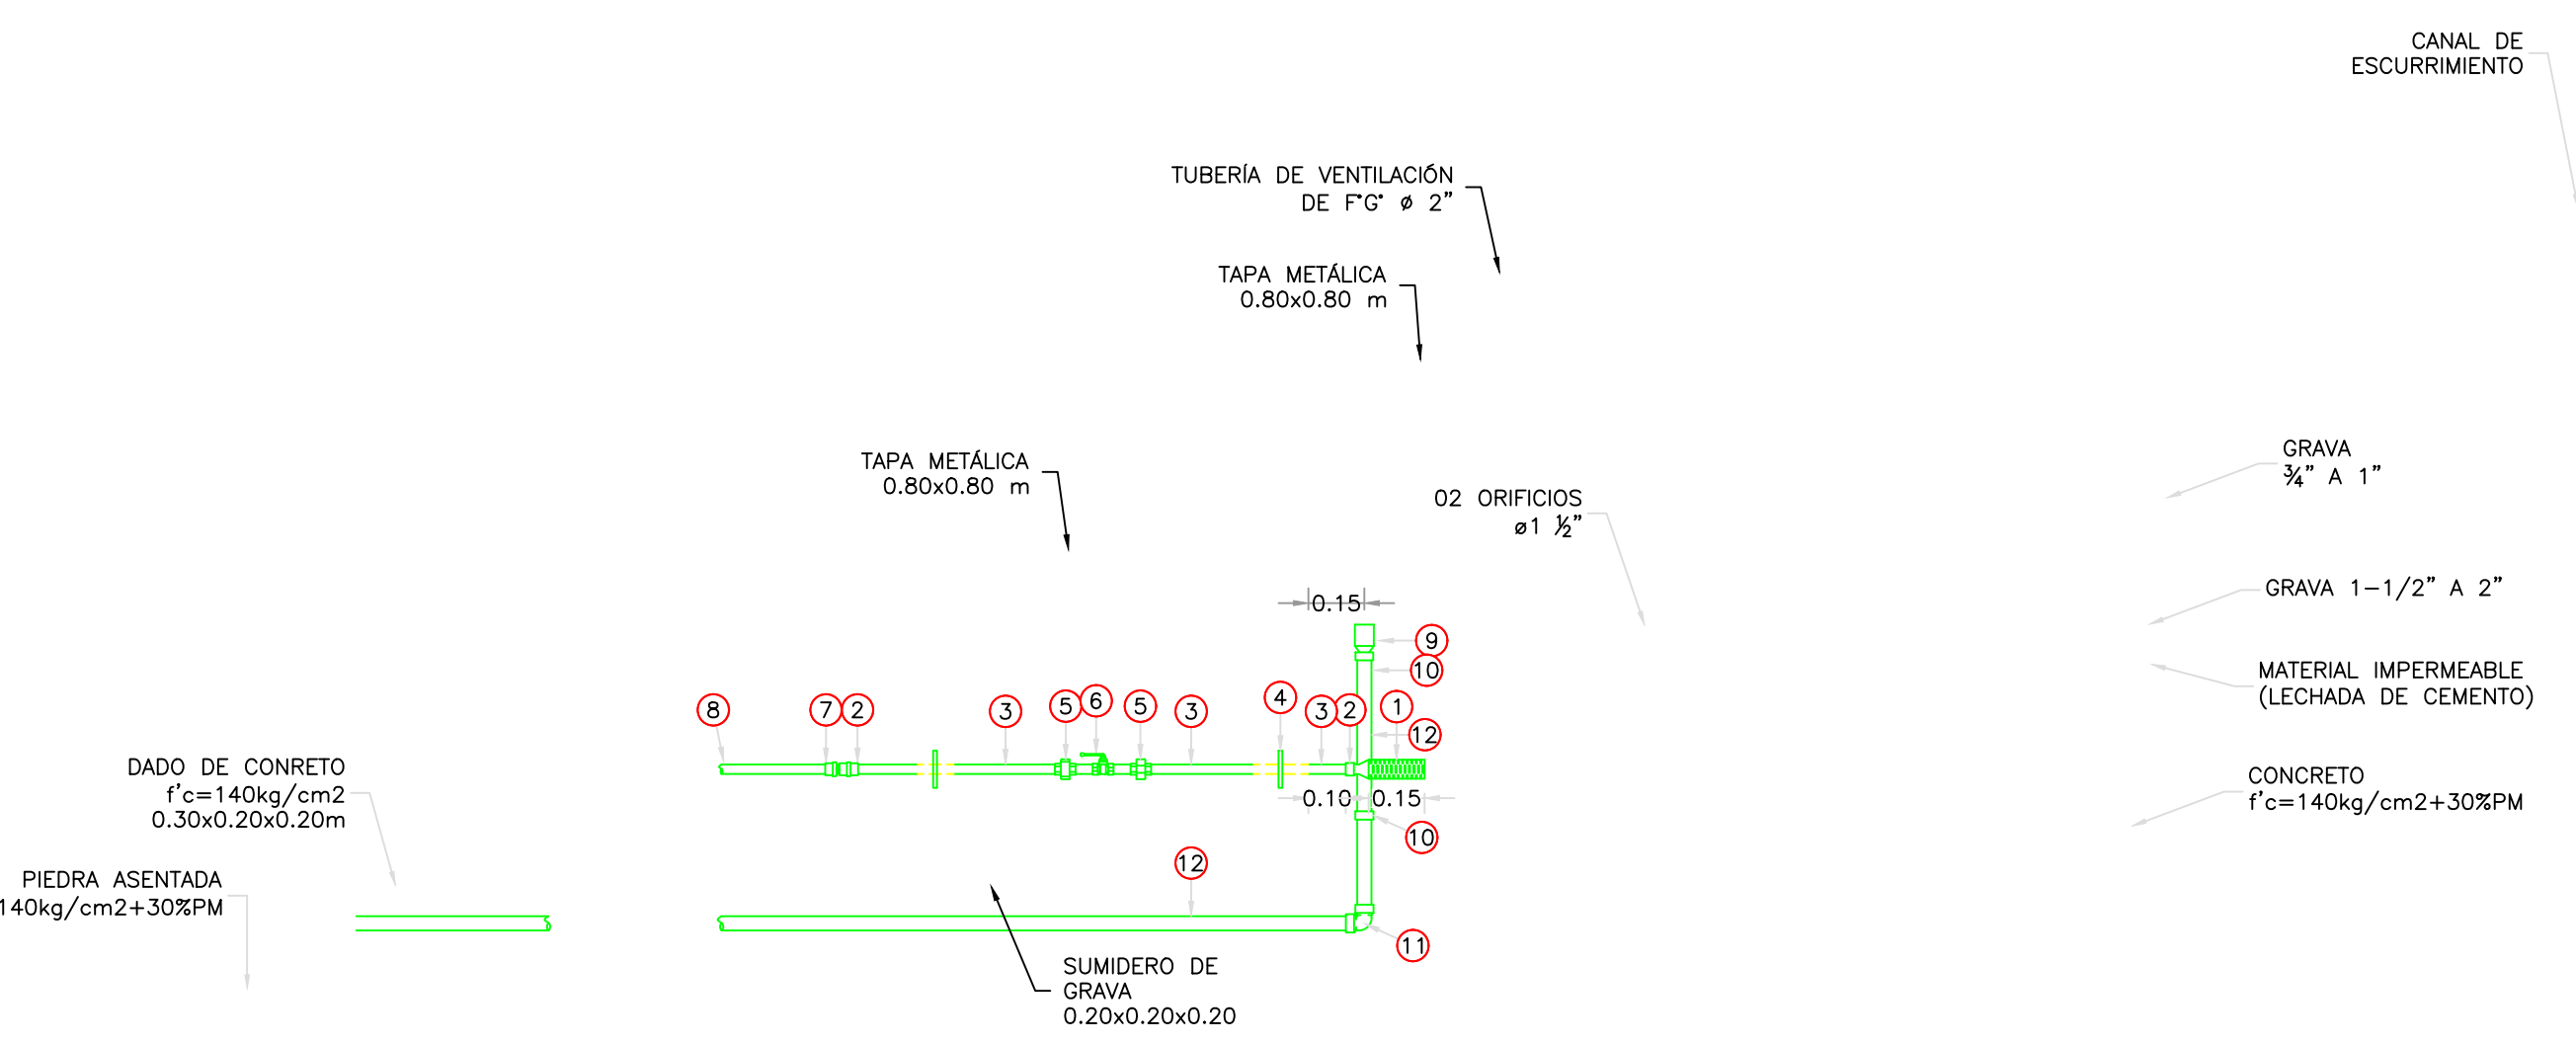 CANAL DE
ESCURRIMIENTO
TUBERÍA DE VENTILACIÓN
DE F°G° ø 2"
TAPA METÁLICA
0.80x0.80 m
TAPA METÁLICA
0.80x0.80 m
02 ORIFICIOS
ø1 ½"
GRAVA
¾" A 1"
GRAVA 1-1/2" A 2"
MATERIAL IMPERMEABLE
(LECHADA DE CEMENTO)
CONCRETO
f'c=140kg/cm2+30%PM
0.15
9
10
8
7
2
3
5
6
5
3
4
3
2
1
12
0.10
0.15
10
12
11
DADO DE CONRETO
f'c=140kg/cm2
0.30x0.20x0.20m
PIEDRA ASENTADA
140kg/cm2+30%PM
SUMIDERO DE
GRAVA
0.20x0.20x0.20